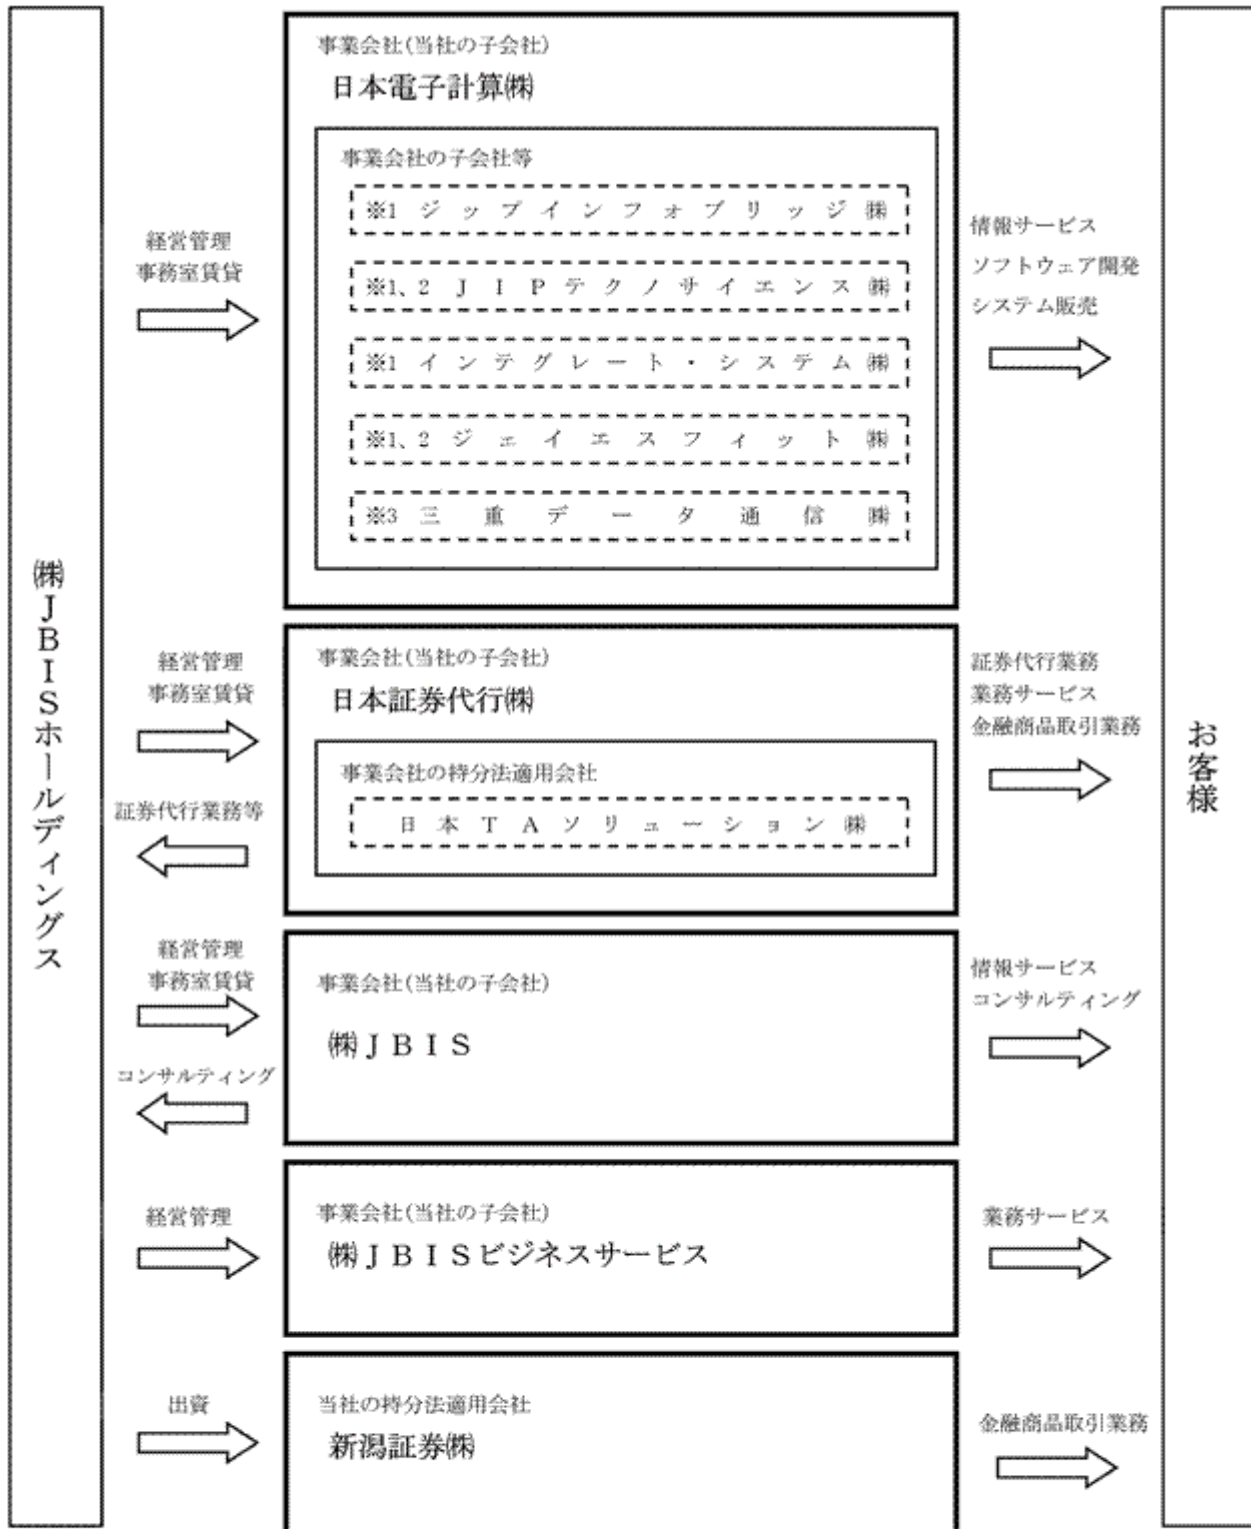 ㈱JBISホールディングス
経営管理
事務室賃貸
事業会社(当社の子会社)
日本電子計算㈱
事業会社の子会社等
※1 ジップインフォブリッジ㈱
※1、2 JIPテクノサイエンス㈱
※1 インテグレート・システム㈱
※1、2 ジェイエスフィット㈱
※3 三重データ通信㈱
情報サービス
ソフトウェア開発
システム販売
経営管理
事務室賃貸
証券代行業務等
事業会社(当社の子会社)
日本証券代行㈱
事業会社の持分法適用会社
日本TAソリューション㈱
証券代行業務
業務サービス
金融商品取引業務
経営管理
事務室賃貸
コンサルティング
事業会社(当社の子会社)
㈱JBIS
情報サービス
コンサルティング
経営管理
事業会社(当社の子会社)
㈱JBISビジネスサービス
業務サービス
出資
当社の持分法適用会社
新潟証券㈱
金融商品取引業務
お客様